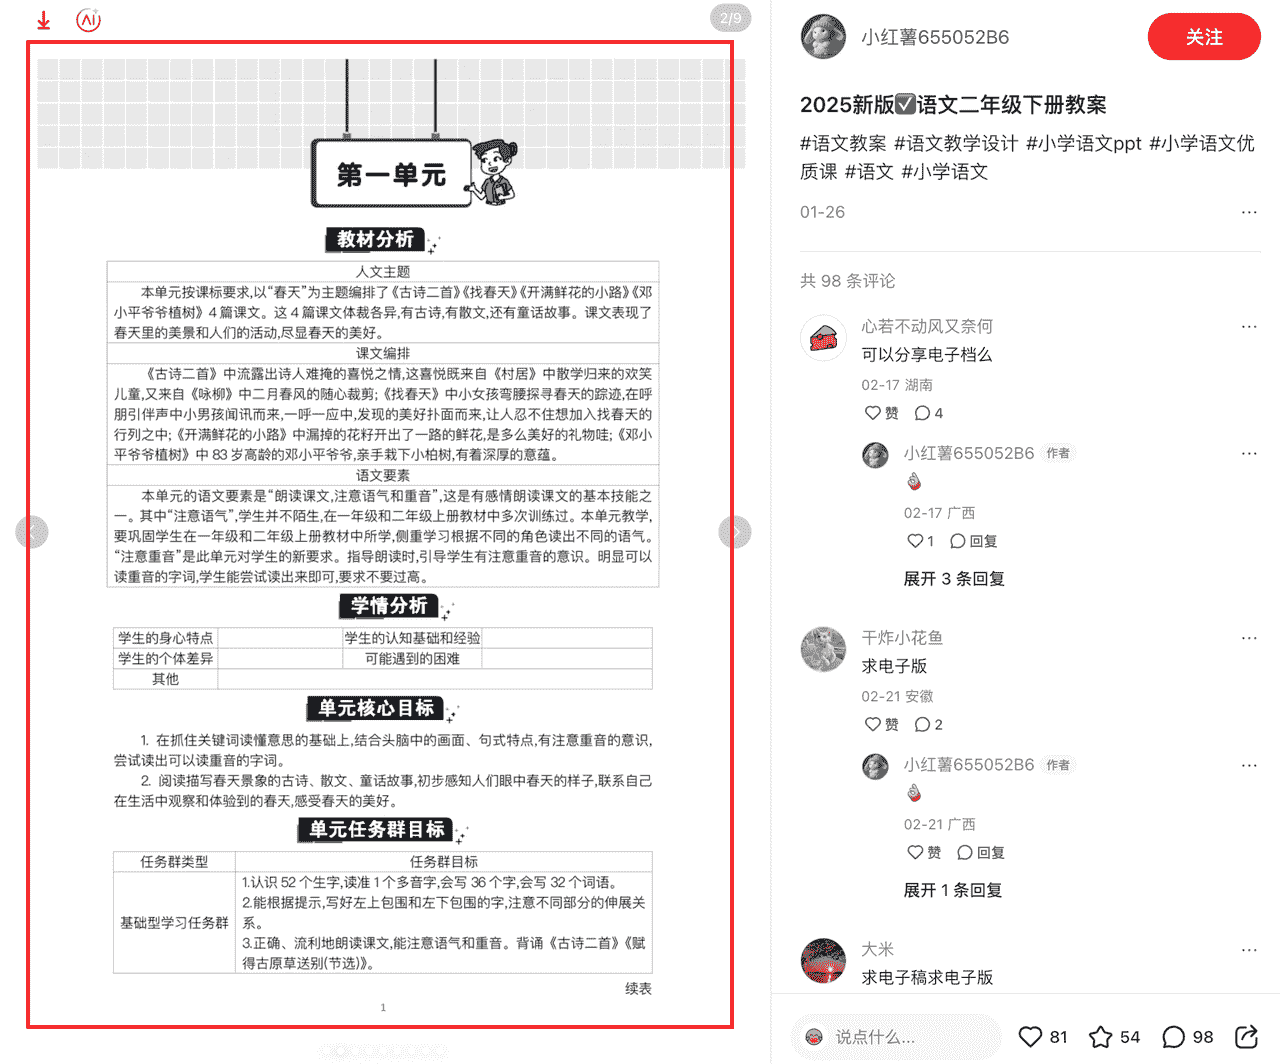 Ai
2/9
第一单元
教材分析
人文主题
本单元按课标要求,以“春天”为主题编排了《古诗二首》《找春天》《开满鲜花的小路》《邓
小平爷爷植树》4篇课文。这4篇课文体裁各异,有古诗,有散文,还有童话故事。课文表现了
春天里的美景和人们的活动,尽显春天的美好。
课文编排
《古诗二首》中流露出诗人难掩的喜悦之情,这喜悦既来自《村居》中散学归来的欢笑
儿童,又来自《咏柳》中二月春风的随心裁剪;《找春天》中小女孩弯腰探寻春天的踪迹,在呼
朋引伴声中小男孩闻讯而来,一呼一应中,发现的美好扑面而来,让人忍不住想加入找春天的
行列之中;《开满鲜花的小路》中漏掉的花籽开出了一路的鲜花,是多么美好的礼物哇;《邓小
平爷爷植树》中83岁高龄的邓小平爷爷,亲手栽下小柏树,有着深厚的意蕴。
语文要素
本单元的语文要素是“朗读课文,注意语气和重音”,这是有感情朗读课文的基本技能之
一。其中“注意语气”,学生并不陌生,在一年级和二年级上册教材中多次训练过。本单元教学,
要巩固学生在一年级和二年级上册教材中所学,侧重学习根据不同的角色读出不同的语气。
“注意重音”是此单元对学生的新要求。指导朗读时,引导学生有注意重音的意识。明显可以
读重音的字词,学生能尝试读出来即可,要求不要过高。
学情分析
学生的身心特点 学生的认知基础和经验
学生的个体差异 可能遇到的困难
其他
单元核心目标
1. 在抓住关键词读懂意思的基础上,结合头脑中的画面、句式特点,有注意重音的意识,
尝试读出可以读重音的字词。
2. 阅读描写春天景象的古诗、散文、童话故事,初步感知人们眼中春天的样子,联系自己
在生活中观察和体验到的春天,感受春天的美好。
单元任务群目标
任务群类型 任务群目标
基础型学习任务群
1.认识52个生字,读准1个多音字,会写36个字,会写32个词语。
2.能根据提示,写好左上包围和左下包围的字,注意不同部分的伸展关
系。
3.正确、流利地朗读课文,能注意语气和重音。背诵《古诗二首》《赋
得古原草送别(节选)》。
续表
1
小红薯655052B6
关注
2025新版☑语文二年级下册教案
#语文教案 #语文教学设计 #小学语文ppt #小学语文优
质课 #语文 #小学语文
01-26
共 98 条评论
心若不动风又奈何
可以分享电子档么
02-17 湖南
赞 4
小红薯655052B6 作者
02-17 广西
1 回复
展开 3 条回复
干炸小花鱼
求电子版
02-21 安徽
赞 2
小红薯655052B6 作者
02-21 广西
赞 回复
展开 1 条回复
大米
求电子稿求电子版
说点什么... 81 54 98